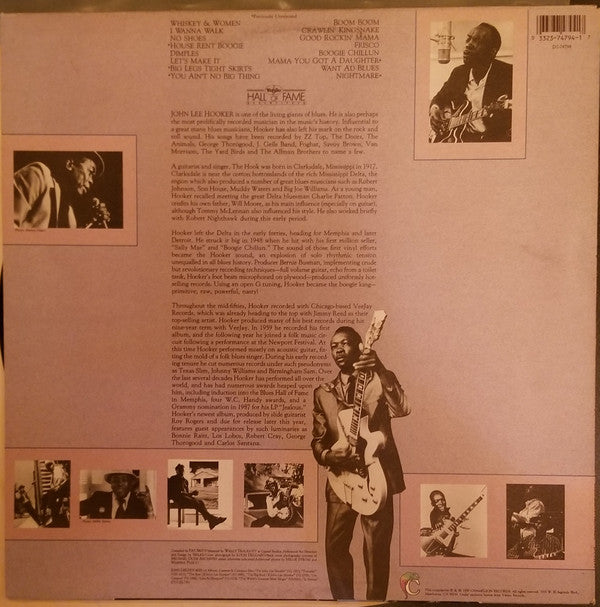 *Previously Unreleased
WHISKEY & WOMEN
I WANNA WALK
NO SHOES
*HOUSE RENT BOOGIE
DIMPLES
LET'S MAKE IT
*BIG LEGS TIGHT SKIRTS
*YOU AIN'T NO BIG THING
BOOM BOOM
CRAWLIN' KINGSNAKE
GOOD ROCKIN' MAMA
FRISCO
BOOGIE CHILLUN
MAMA YOU GOT A DAUGHTER*
WANT AD BLUES
NIGHTMARE*
0 3323-74794-1 7
HALL OF FAME
JOHN LEE HOOKER is one of the living giants of blues. He is also perhaps
the most prolifically recorded musician in the music's history. Influential to
a great many blues musicians, Hooker has also left his mark on the rock and
roll sound. His songs have been recorded by ZZ Top, The Doors, The
Animals, George Thorogood, J. Geils Band, Foghat, Savoy Brown, Van
Morrison, The Yard Birds and The Allman Brothers to name a few.
A guitarist and singer, The Hook was born in Clarksdale, Mississippi in 1917.
Clarksdale is near the cotton bottomlands of the rich Mississippi Delta, the
region which also produced a number of great blues musicians such as Robert
Johnson, Son House, Muddy Waters and Big Joe Williams. As a young man,
Hooker recalled meeting the great Delta bluesman Charlie Patton. Hooker
credits his own father, Will Moore, as his main influence (especially on guitar),
although Tommy McLennan also influenced his style. He also worked briefly
with Robert Nighthawk during this early period.
Hooker left the Delta in the early forties, heading for Memphis and later
Detroit. He struck it big in 1948 when he hit with his first million seller,
"Sally Mae" and "Boogie Chillun." The sound of those first vinyl efforts
became the Hooker sound, an explosion of solo rhythmic tension
unequalled in all blues history. Producer Bernie Besman, implementing crude
but revolutionary recording techniques—full volume guitar, echo from a toilet
tank, Hooker's foot beat microphoned on plywood—produced uniformly hot-
selling records. Using an open G tuning, Hooker became the boogie king—
primitive, raw, powerful, nasty!
Throughout the mid-fifties, Hooker recorded with Chicago-based VeeJay
Records, which was already heading to the top with Jimmy Reed as their
top-selling artist. Hooker produced many of his best records during his
nine-year term with VeeJay. In 1959 he recorded his first
album, and the following year he joined a folk music cir-
cuit following a performance at the Newport Festival. At
this time Hooker performed mostly on acoustic guitar, fit-
ting the mold of a folk blues singer. During his early record-
ing tenure he cut numerous records under such pseudonyms
as Texas Slim, Johnny Williams and Birmingham Sam. Over
the last several decades Hooker has performed all over the
world, and has had numerous awards heaped upon
him, including induction into the Blues Hall of Fame
in Memphis, four W.C. Handy awards, and a
Grammy nomination in 1987 for his LP "Jealous."
Hooker's newest album, produced by slide guitarist
Roy Rogers and due for release later this year,
features guest appearances by such luminaries as
Bonnie Raitt, Los Lobos, Robert Cray, George
Thorogood and Carlos Santana.